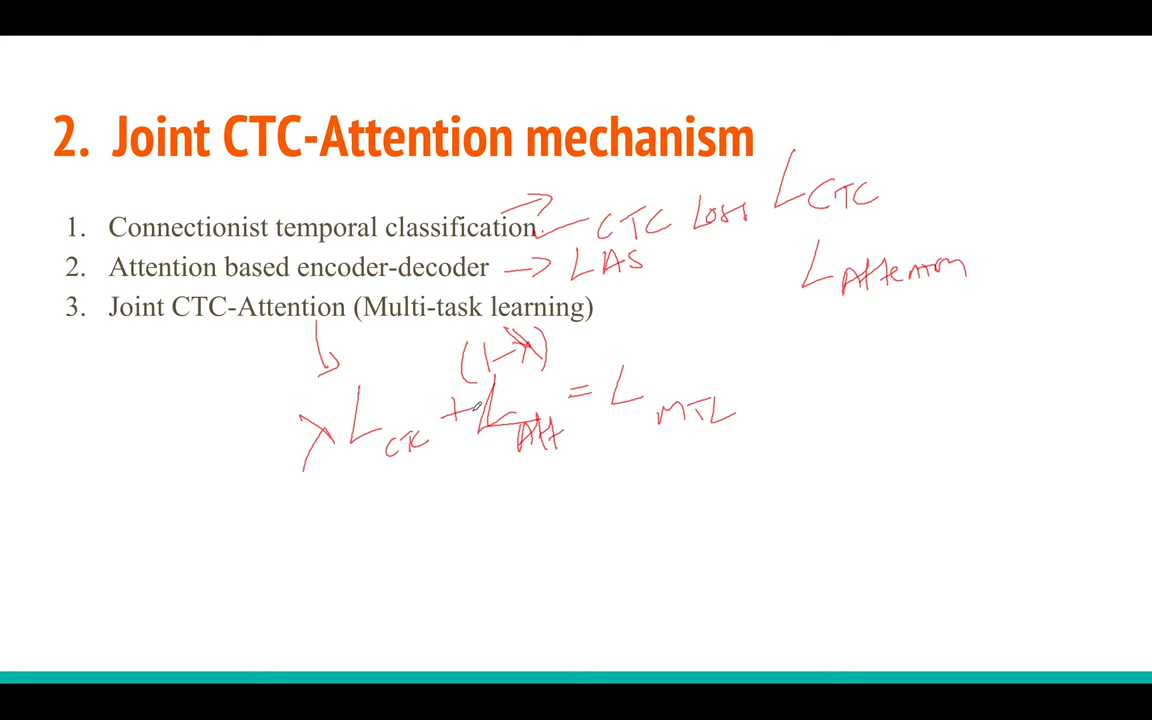 2. Joint CTC-Attention mechanism
1. Connectionist temporal classification CTC Loss L CTC
2. Attention based encoder-decoder → LAS L Attention
3. Joint CTC-Attention (Multi-task learning)
(1-λ)
λ L CTC + L Att = L MTL